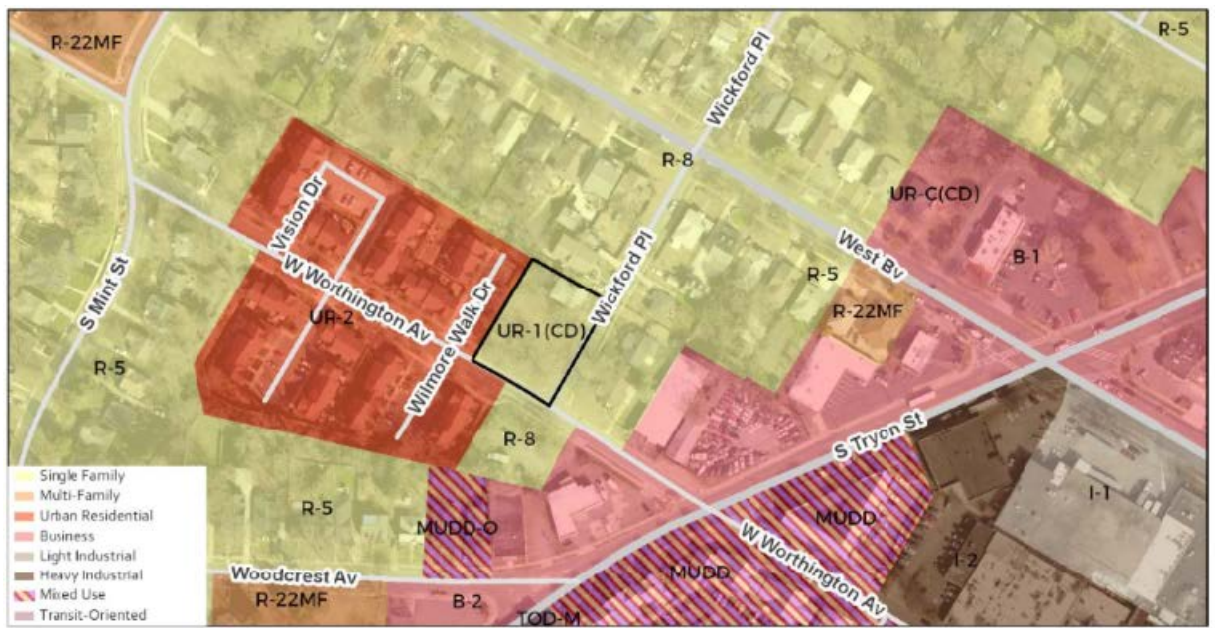 R-22MF
R-5
Wickford Pl
R-8
UR-C(CD)
Vision Dr
West Bv
B-1
W Worthington Av
Wickford Pl
R-5
S Mint St
UR-2
Wilmore Walk Dr
UR-1(CD)
R-22MF
R-5
R-8
S Tryon St
Single Family
Multi-Family
Urban Residential
Business
Light Industrial
Heavy Industrial
Mixed Use
Transit-Oriented
R-5
MUDD-O
MUDD
I-1
W Worthington Av
I-2
Woodcrest Av
MUDD
R-22MF
B-2
TOD-M